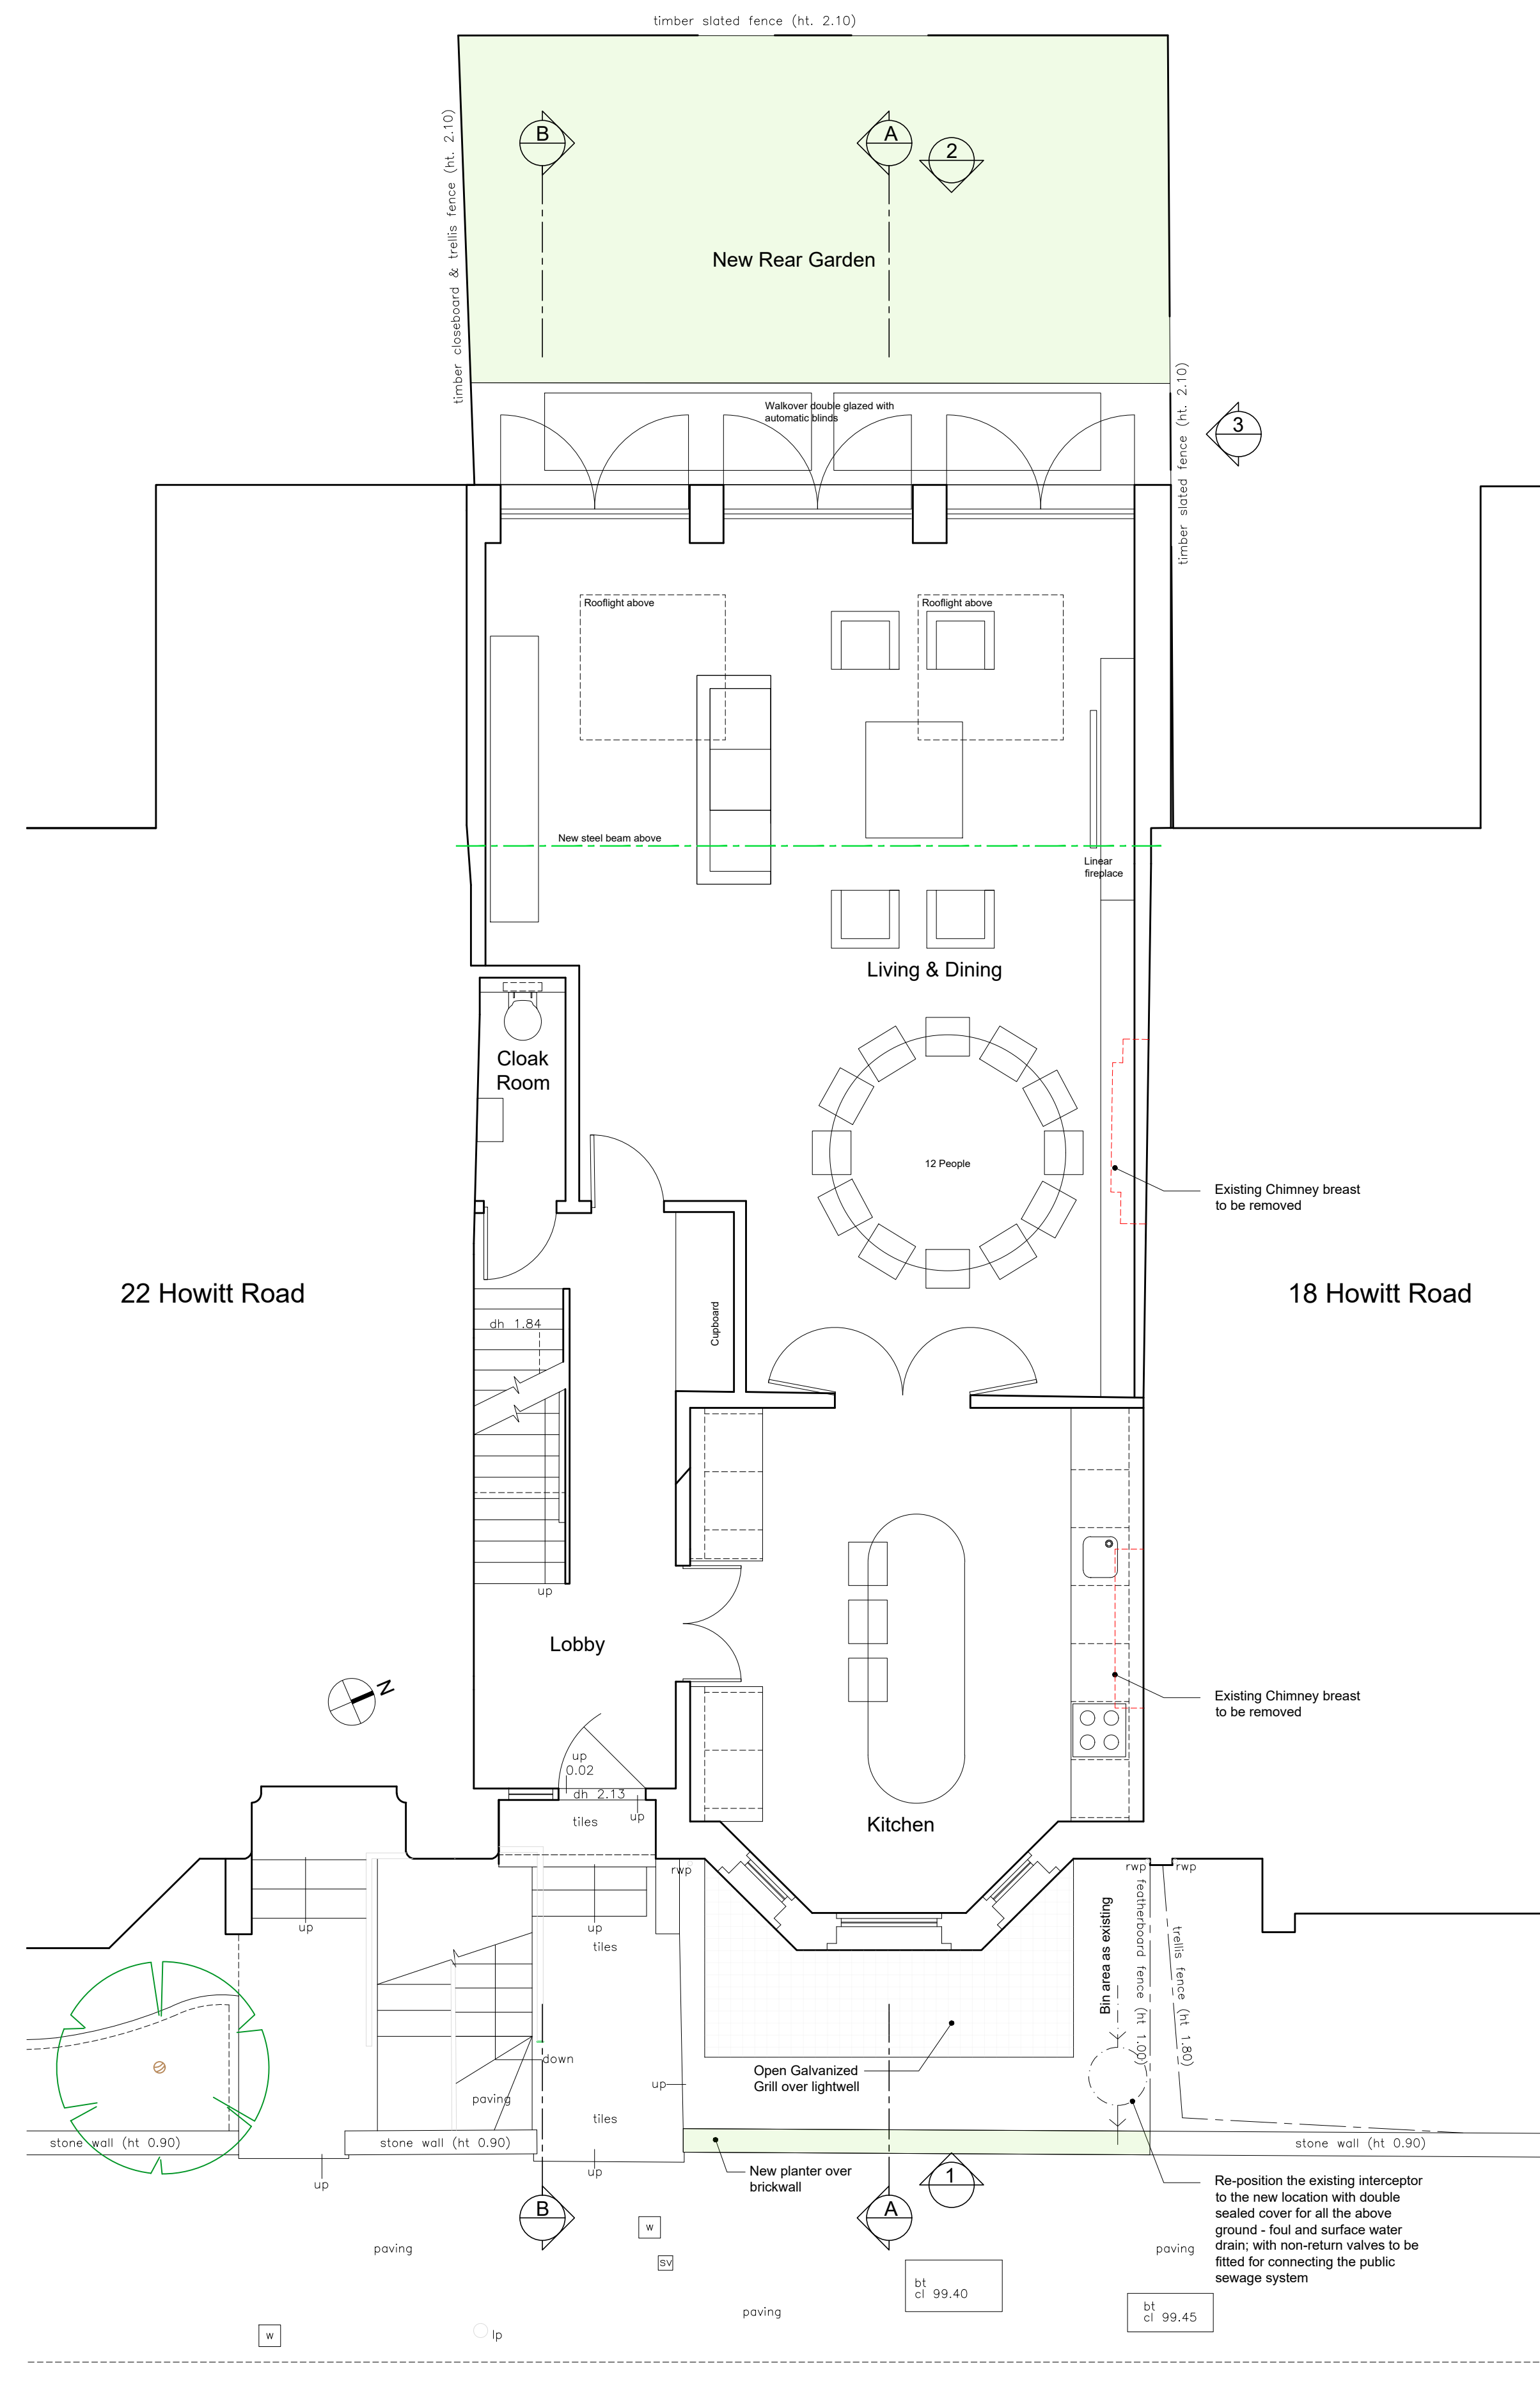 timber slated fence (ht. 2.10)
timber closeboard & trellis fence (ht. 2.10)
B
A
2
New Rear Garden
timber slated fence (ht. 2.10)
3
Walkover double glazed with
automatic blinds
Rooflight above
Rooflight above
New steel beam above
Linear
fireplace
Living & Dining
Cloak
Room
12 People
Existing Chimney breast
to be removed
22 Howitt Road
18 Howitt Road
Cupboard
dh 1.84
up
Lobby
N
Existing Chimney breast
to be removed
up
0.02
dh 2.13
up
tiles
Kitchen
rwp
rwp
rwp
up
up
tiles
Bin area as existing
featherboard fence (ht 1.00)
trellis fence (ht 1.80)
down
paving
Open Galvanized
Grill over lightwell
up
tiles
stone wall (ht 0.90)
stone wall (ht 0.90)
stone wall (ht 0.90)
up
up
New planter over
brickwall
1
B
A
Re-position the existing interceptor
to the new location with double
sealed cover for all the above
ground - foul and surface water
drain; with non-return valves to be
fitted for connecting the public
sewage system
w
sv
paving
paving
bt
cl 99.40
bt
cl 99.45
paving
w
lp